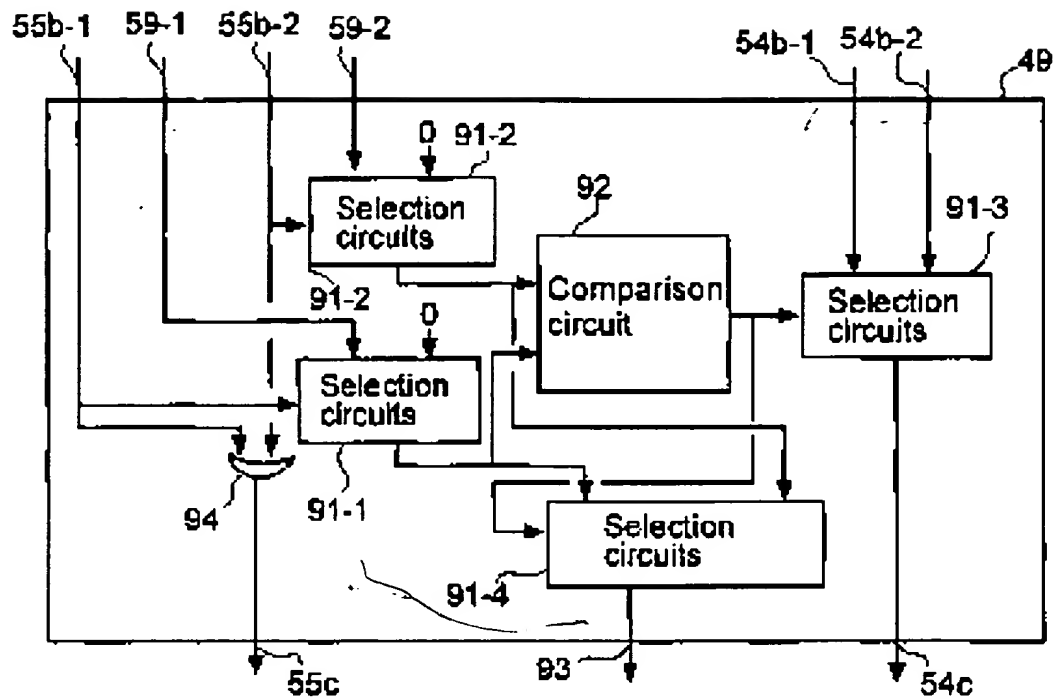 55b-1 59-1 55b-2 59-2 54b-1 54b-2 49
0 91-2
Selection
circuits
91-2
92
Comparison
circuit
91-3
Selection
circuits
0
Selection
circuits
91-1
94
Selection
circuits
91-4
55c 93 54c